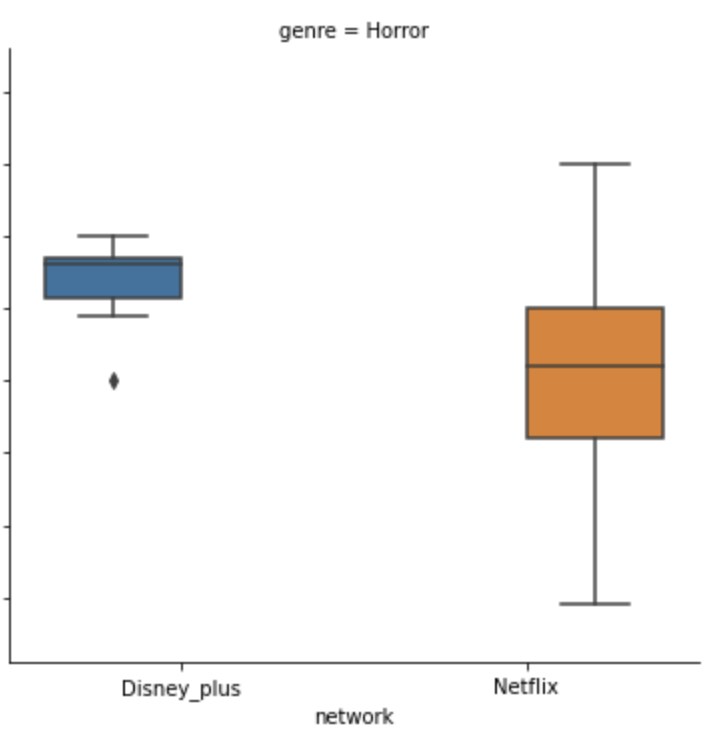 genre = Horror
Disney_plus
Netflix
network